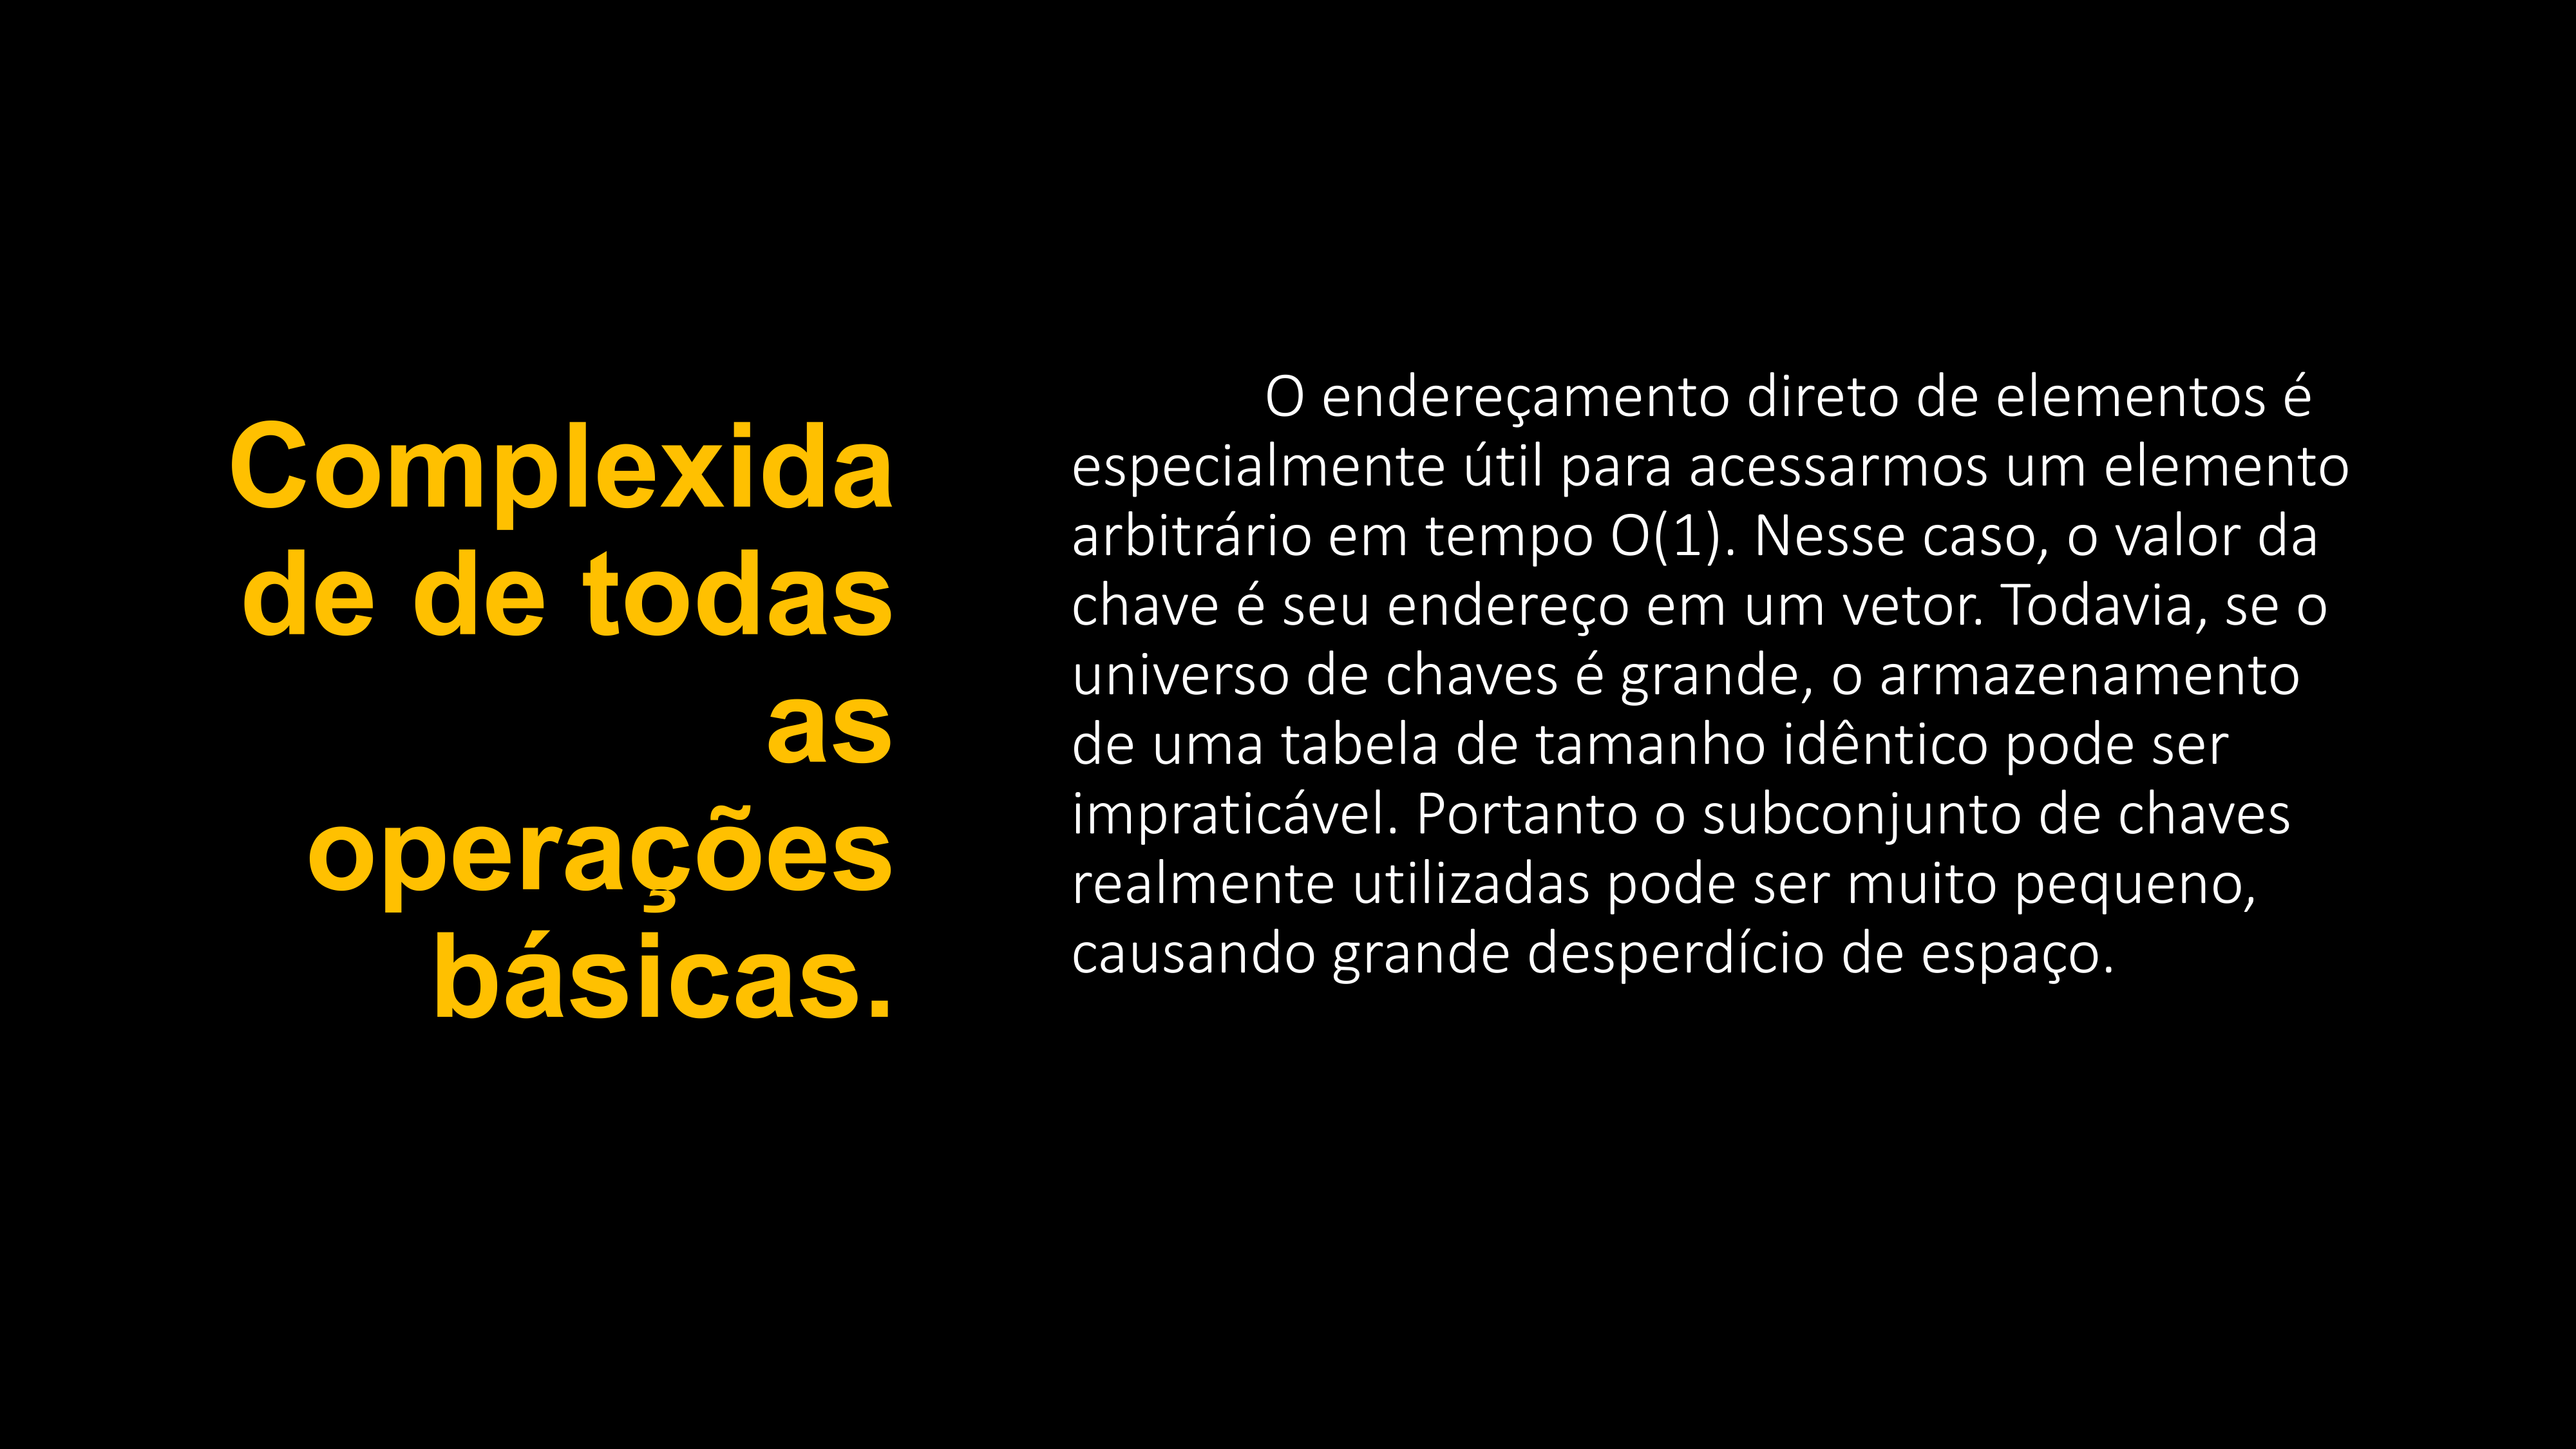 Complexida
de de todas
as
operações
básicas.
O endereçamento direto de elementos é
especialmente útil para acessarmos um elemento
arbitrário em tempo O(1). Nesse caso, o valor da
chave é seu endereço em um vetor. Todavia, se o
universo de chaves é grande, o armazenamento
de uma tabela de tamanho idêntico pode ser
impraticável. Portanto o subconjunto de chaves
realmente utilizadas pode ser muito pequeno,
causando grande desperdício de espaço.